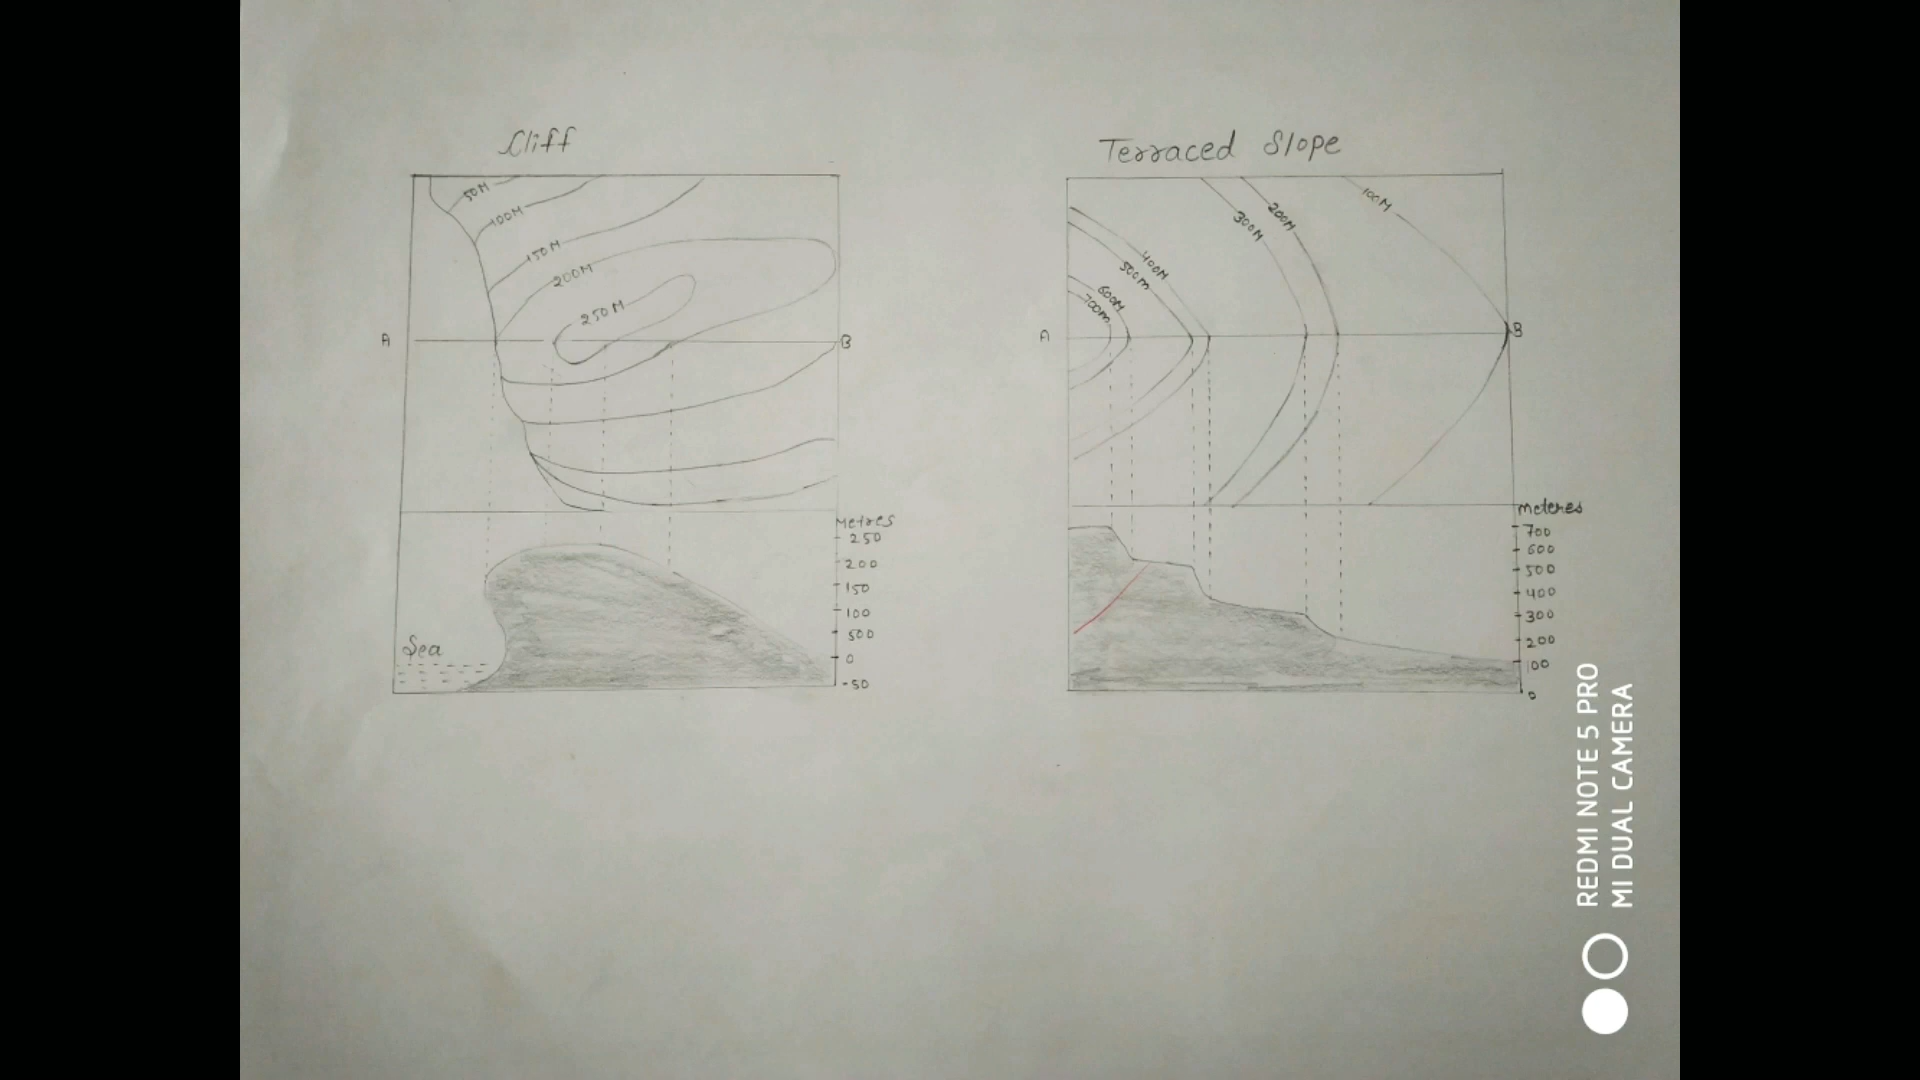 Cliff
50M
100M
150M
200M
250M
A
B
Metres
250
200
150
100
500
0
-50
Sea
Terraced Slope
100M
200M
300M
400M
500m
600M
700m
A
B
meteres
700
600
500
400
300
200
100
0
REDMI NOTE 5 PRO
MI DUAL CAMERA